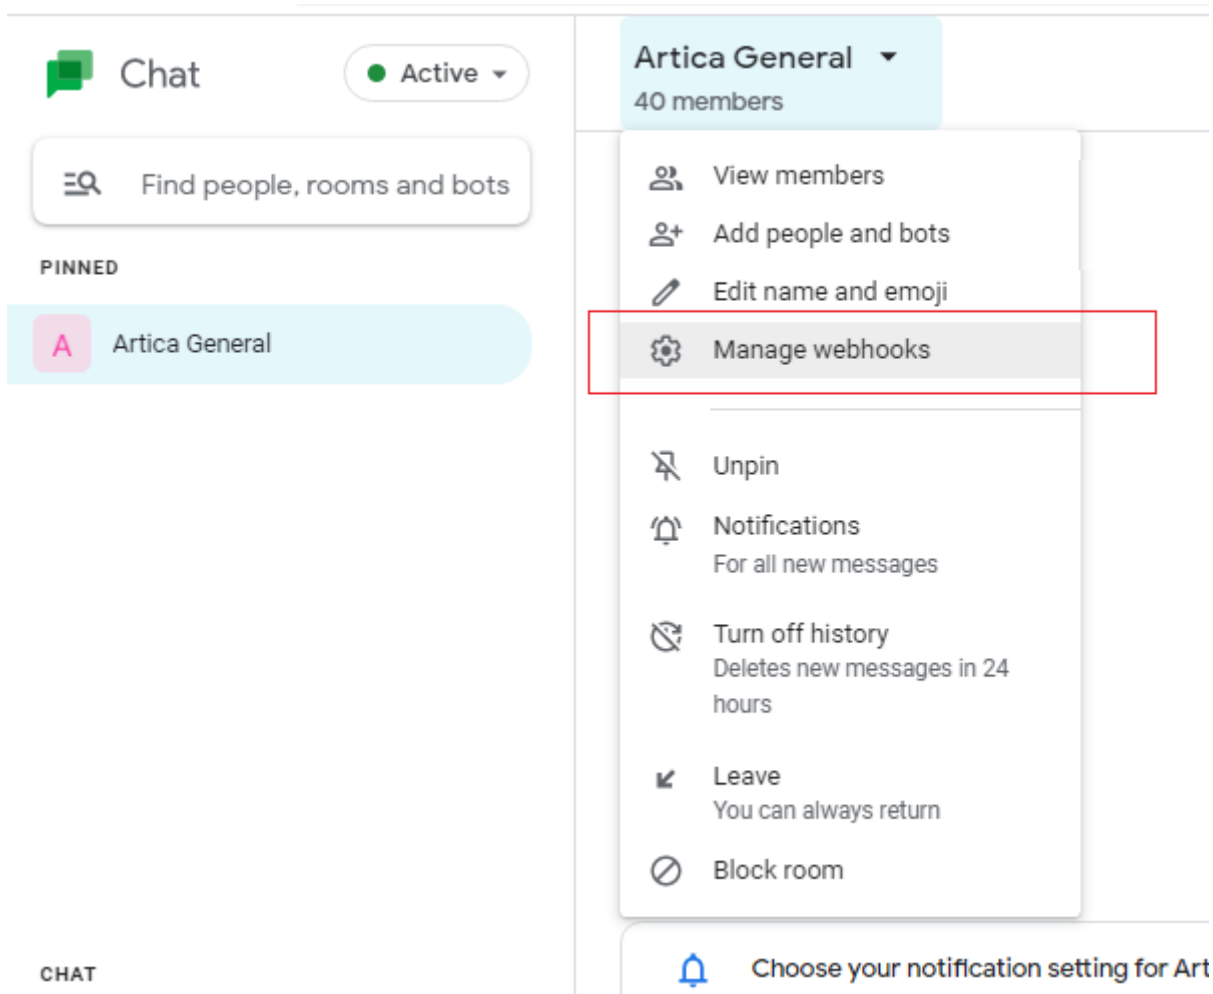 Chat
Active
Find people, rooms and bots
PINNED
A
Artica General
CHAT
Artica General
40 members
View members
Add people and bots
Edit name and emoji
Manage webhooks
Unpin
Notifications
For all new messages
Turn off history
Deletes new messages in 24
hours
Leave
You can always return
Block room
Choose your notification setting for Art